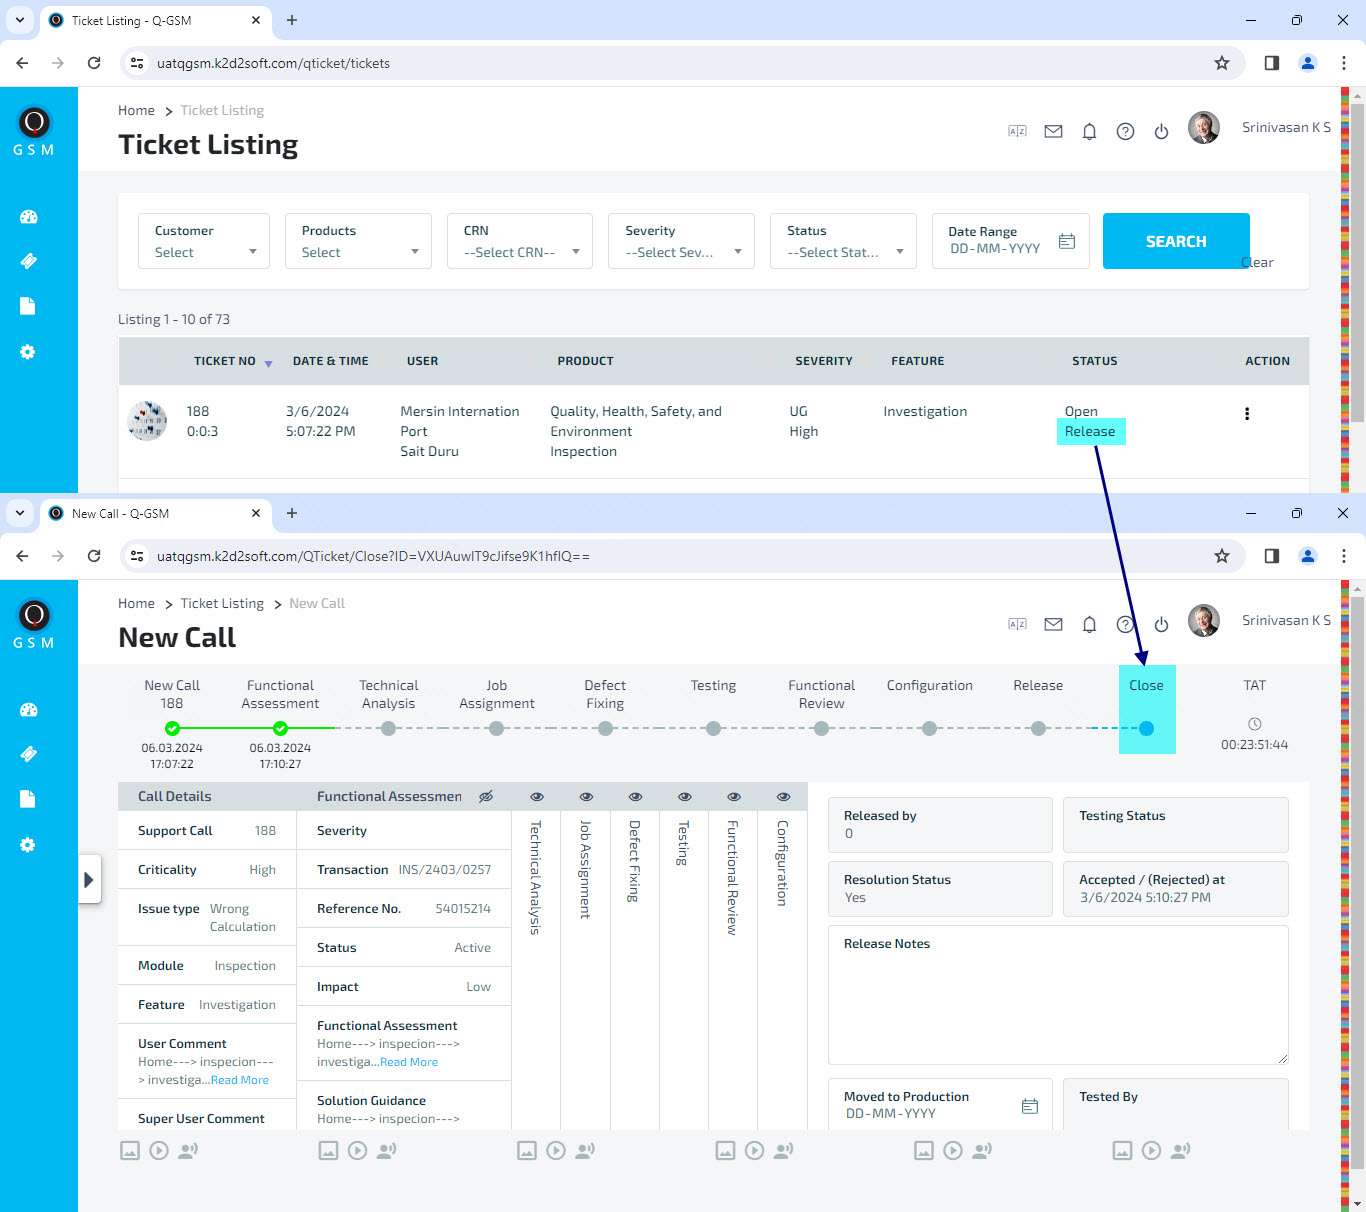 Ticket Listing - Q-GSM
uatqgsm.k2d2soft.com/qticket/tickets
Q
GSM
Home > Ticket Listing
Ticket Listing
A|Z
Srinivasan K S
Customer
Select
Products
Select
CRN
--Select CRN--
Severity
--Select Sev...
Status
--Select Stat...
Date Range
DD-MM-YYYY
SEARCH
Clear
Listing 1 - 10 of 73
TICKET NO DATE & TIME USER PRODUCT SEVERITY FEATURE STATUS ACTION
188
0:0:3
3/6/2024
5:07:22 PM
Mersin Internation
Port
Sait Duru
Quality, Health, Safety, and
Environment
Inspection
UG
High
Investigation
Open
Release
New Call - Q-GSM
uatqgsm.k2d2soft.com/QTicket/Close?ID=VXUAuwIT9cJifse9K1hfIQ==
Q
GSM
Home > Ticket Listing > New Call
New Call
A|Z
Srinivasan K S
New Call
188
06.03.2024
17:07:22
Functional
Assessment
06.03.2024
17:10:27
Technical
Analysis
Job
Assignment
Defect
Fixing
Testing
Functional
Review
Configuration
Release
Close
TAT
00:23:51:44
Call Details
Support Call 188
Criticality High
Issue type Wrong
Calculation
Module Inspection
Feature Investigation
User Comment
Home---> inspecion---
> investiga...Read More
Super User Comment
Functional Assessmen
Severity
Transaction INS/2403/0257
Reference No. 54015214
Status Active
Impact Low
Functional Assessment
Home---> inspecion--->
investiga...Read More
Solution Guidance
Home---> inspecion--->
Technical Analysis
Job Assignment
Defect Fixing
Testing
Functional Review
Configuration
Released by
0
Testing Status
Resolution Status
Yes
Accepted / (Rejected) at
3/6/2024 5:10:27 PM
Release Notes
Moved to Production
DD-MM-YYYY
Tested By